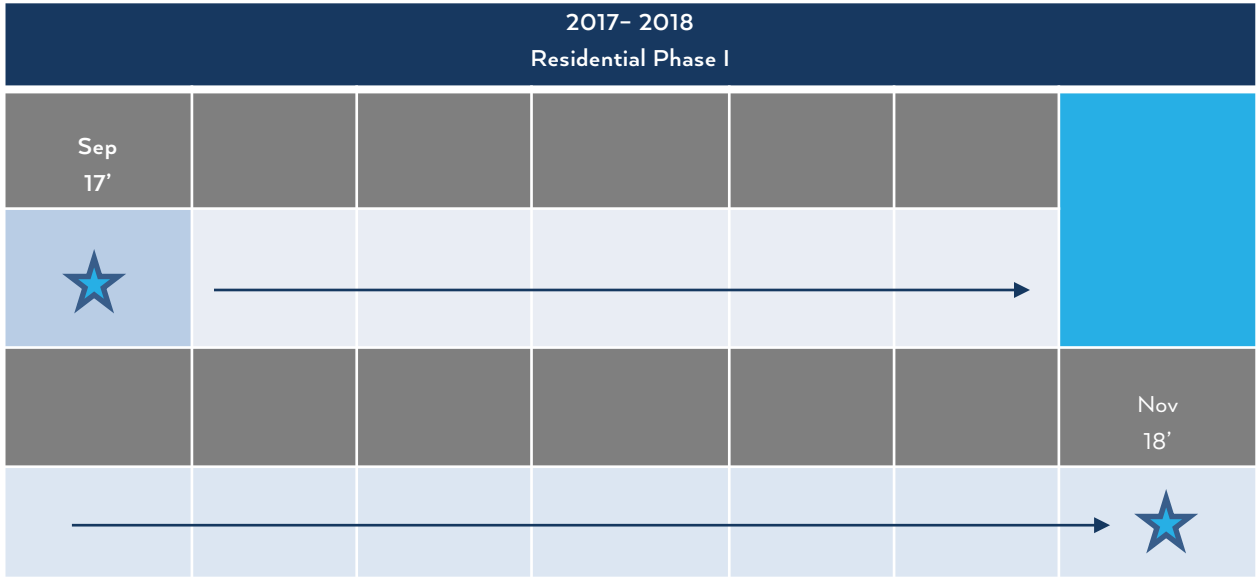 2017– 2018
Residential Phase I
Sep
17’
Nov
18’